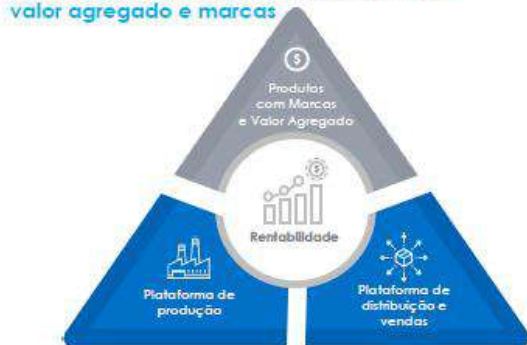 valor agregado e marcas
$
Produtos
com Marcas
e Valor Agregado
$
Rentabilidade
Plataforma de
produção
Plataforma de
distribuição e
vendas